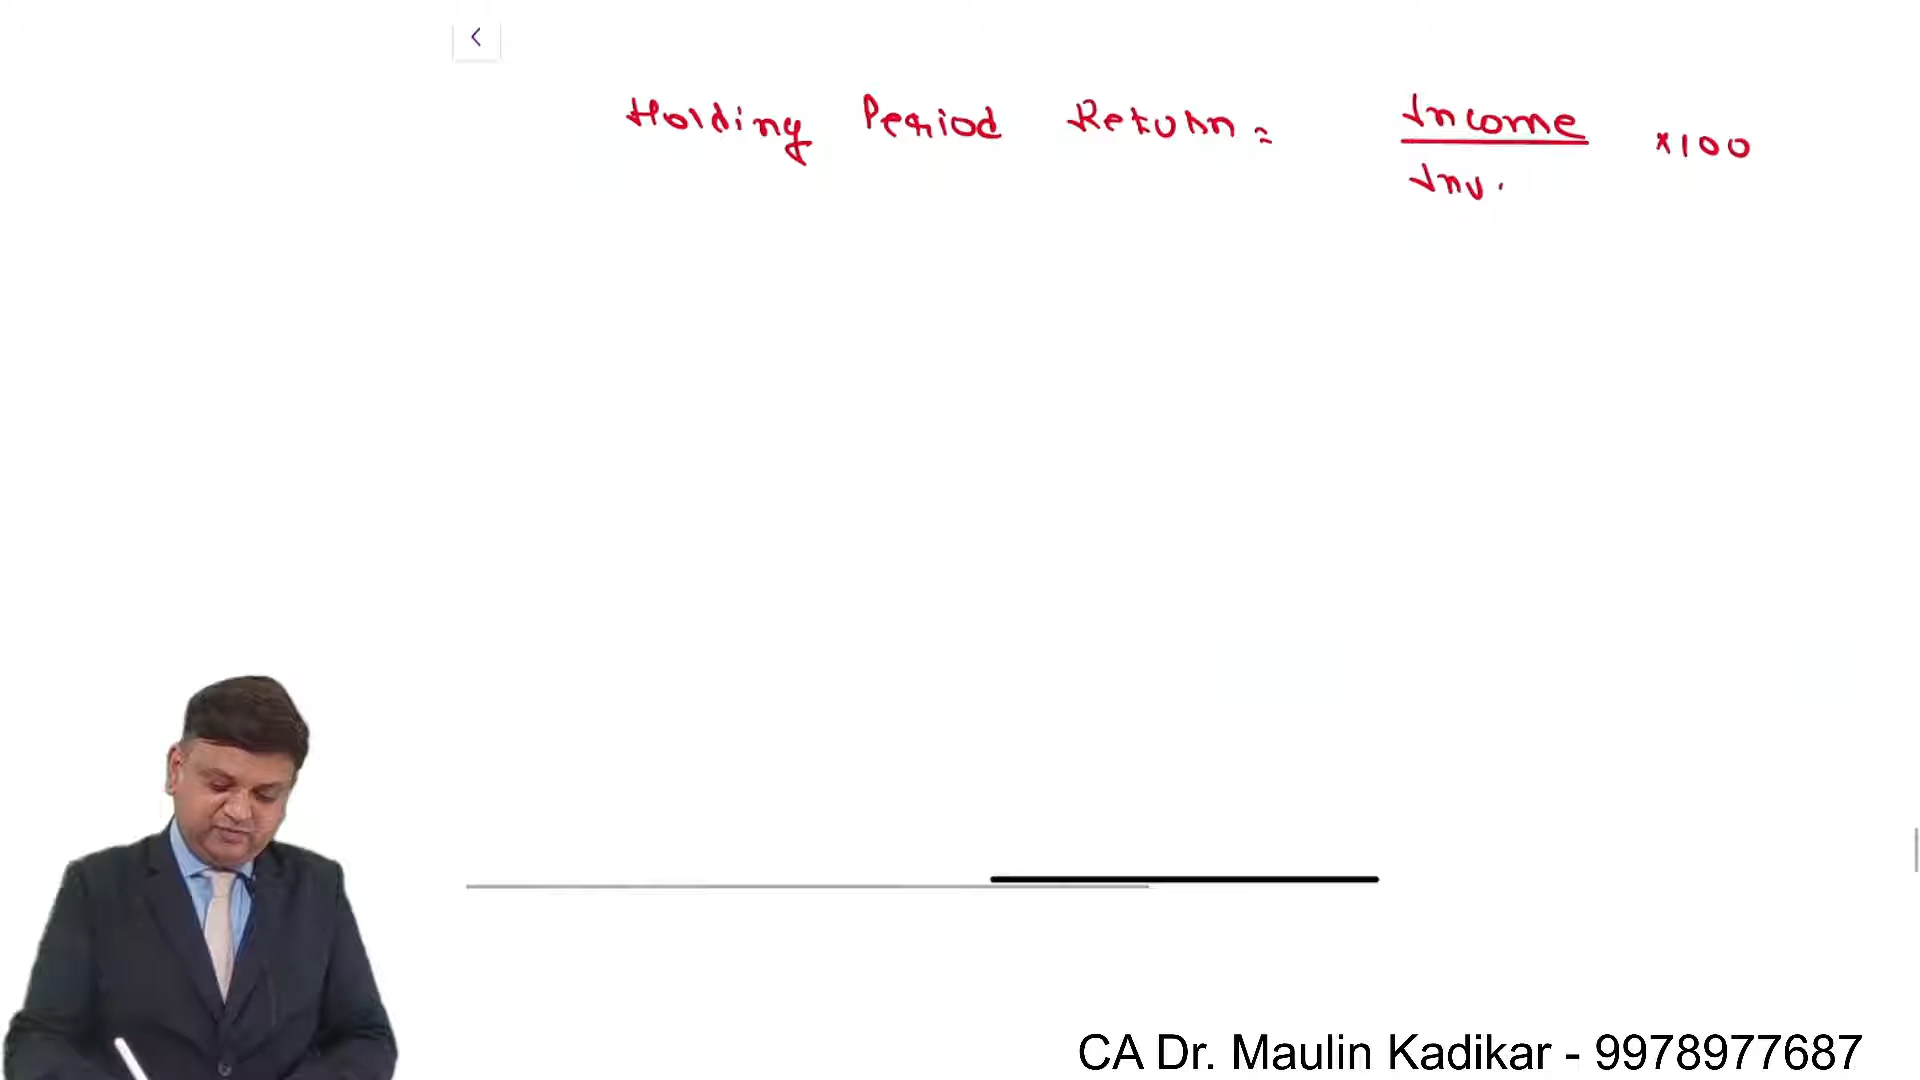 Holding Period Return = Income / Inv. ×100
CA Dr. Maulin Kadikar - 9978977687